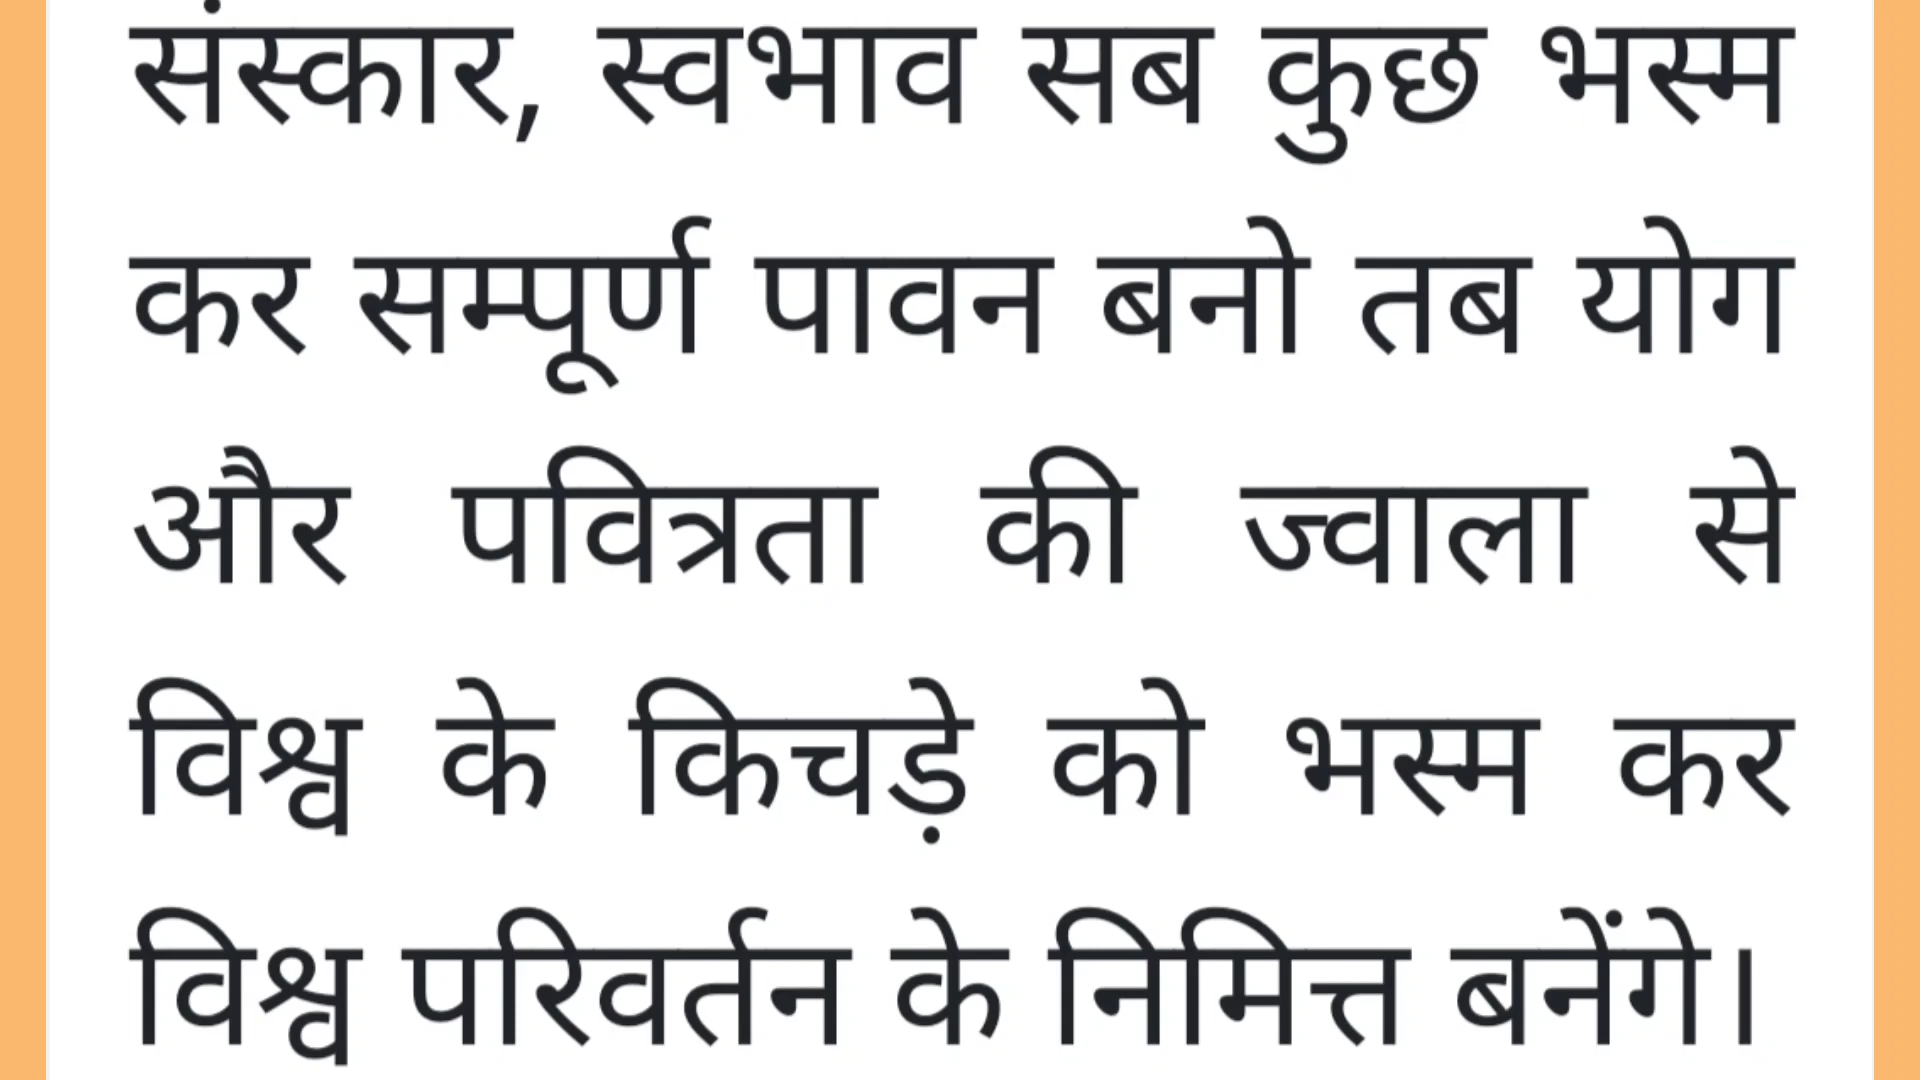 संस्कार, स्वभाव सब कुछ भस्म
कर सम्पूर्ण पावन बनो तब योग
और पवित्रता की ज्वाला से
विश्व के किचड़े को भस्म कर
विश्व परिवर्तन के निमित्त बनेंगे।